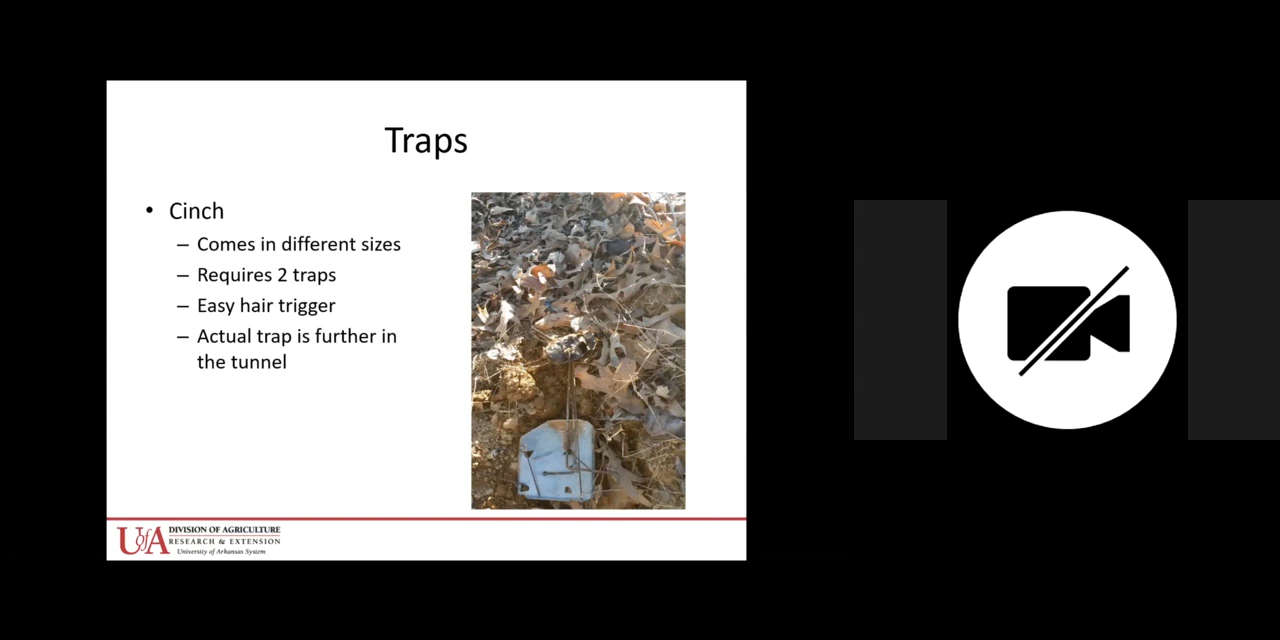 Traps
• Cinch
– Comes in different sizes
– Requires 2 traps
– Easy hair trigger
– Actual trap is further in
the tunnel
UofA DIVISION OF AGRICULTURE
RESEARCH & EXTENSION
University of Arkansas System